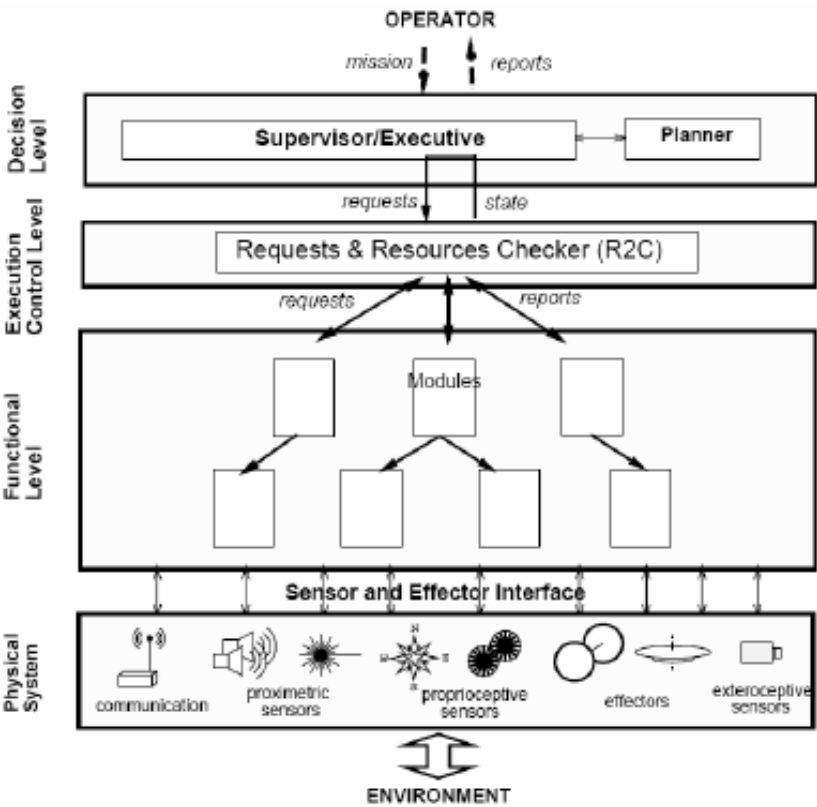 OPERATOR
mission
reports
Decision
Level
Supervisor/Executive
Planner
requests
state
Execution
Control Level
Requests & Resources Checker (R2C)
requests
reports
Functional
Level
Modules
Sensor and Effector Interface
Physical
System
communication
proximetric
sensors
N
E
S
proprioceptive
sensors
effectors
exteroceptive
sensors
ENVIRONMENT